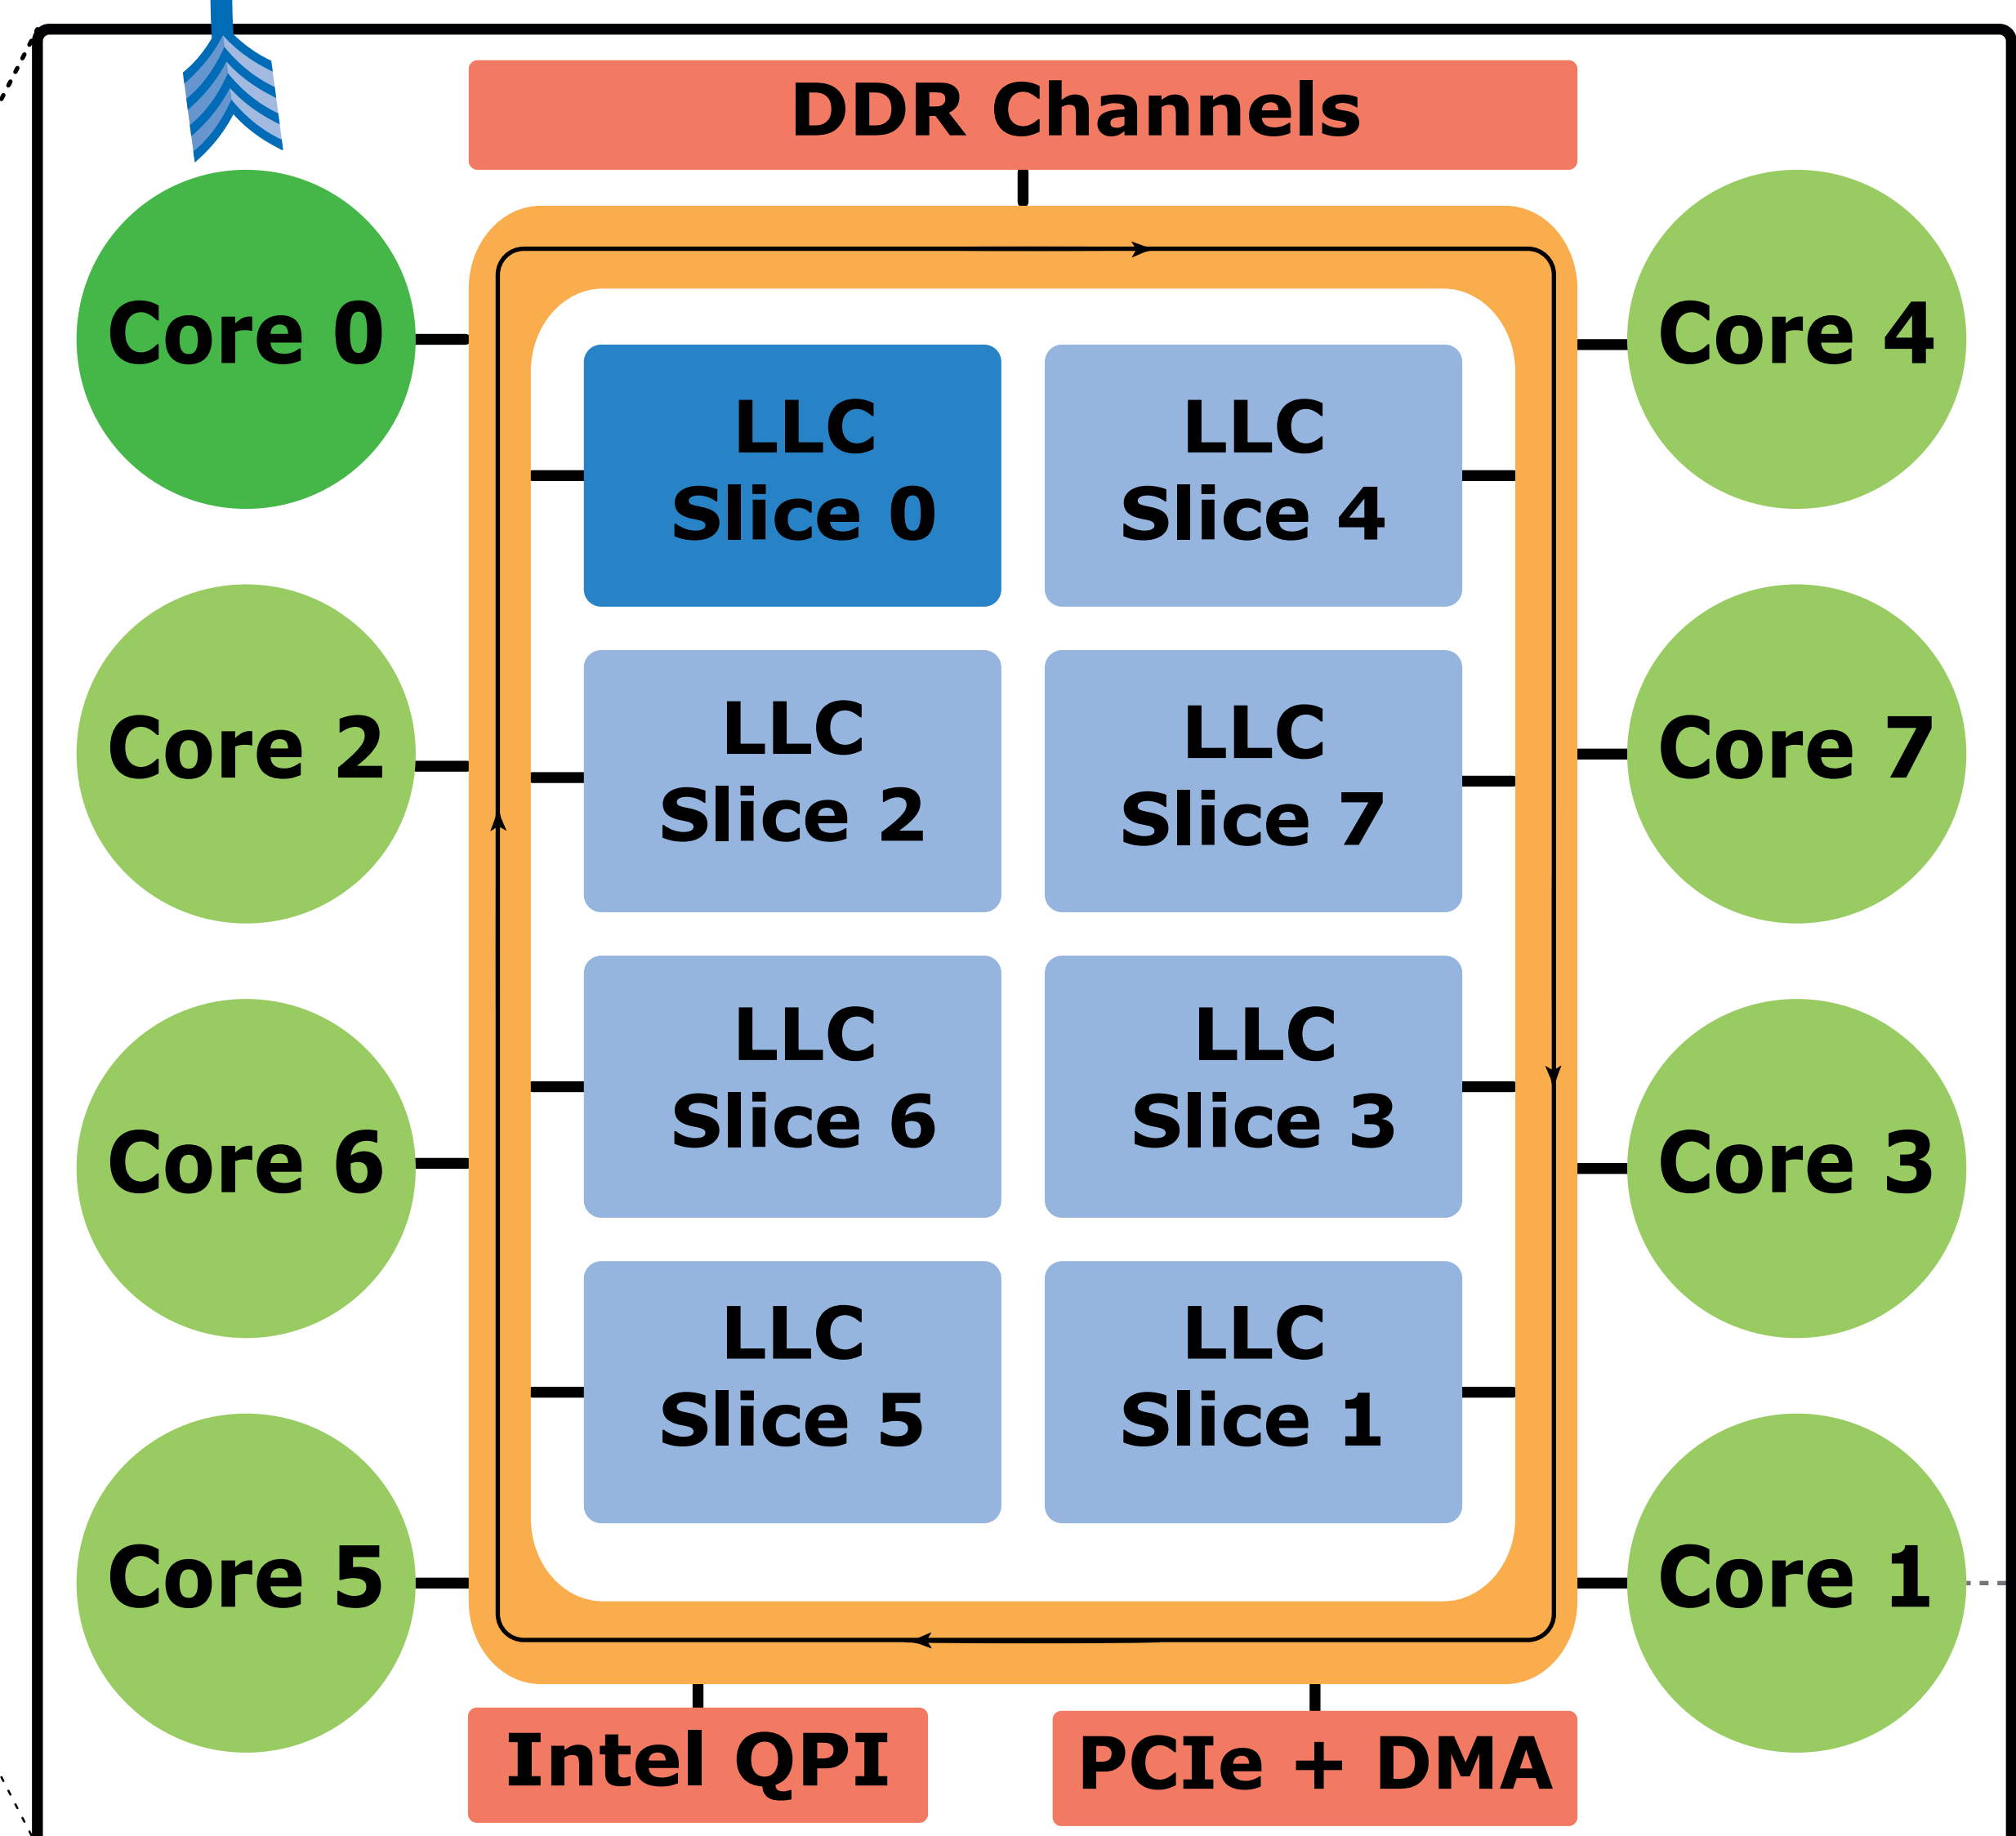 DDR Channels
Core 0
LLC
Slice 0
LLC
Slice 4
Core 4
Core 2
LLC
Slice 2
LLC
Slice 7
Core 7
Core 6
LLC
Slice 6
LLC
Slice 3
Core 3
Core 5
LLC
Slice 5
LLC
Slice 1
Core 1
Intel QPI
PCIe + DMA